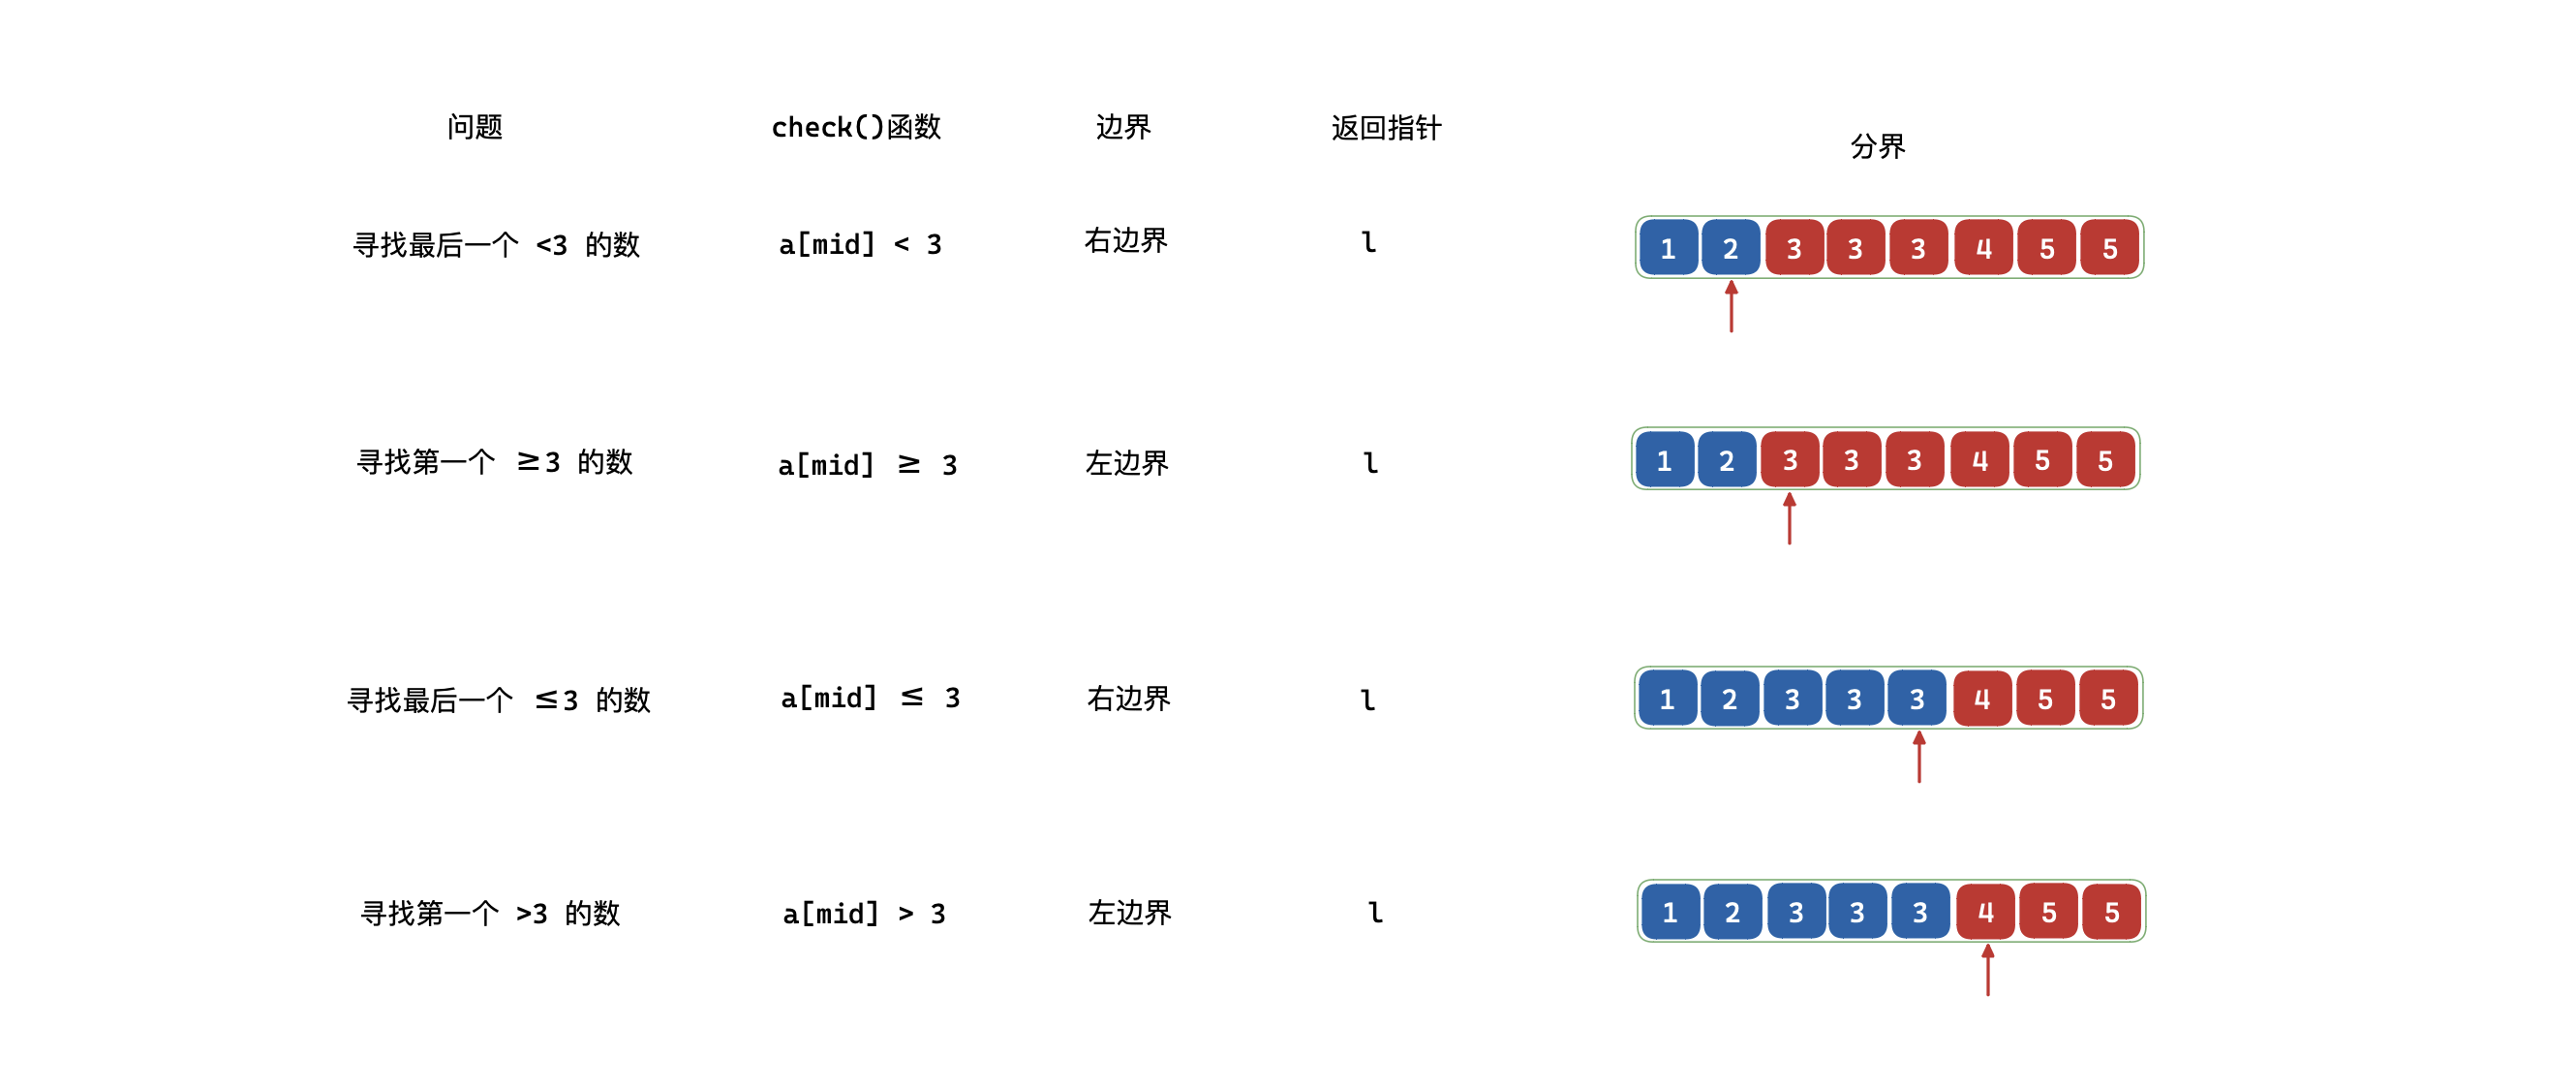 问题 check()函数 边界 返回指针 分界
寻找最后一个 <3 的数 a[mid] < 3 右边界 l 1 2 3 3 3 4 5 5
寻找第一个 ≥3 的数 a[mid] ≥ 3 左边界 l 1 2 3 3 3 4 5 5
寻找最后一个 ≤3 的数 a[mid] ≤ 3 右边界 l 1 2 3 3 3 4 5 5
寻找第一个 >3 的数 a[mid] > 3 左边界 l 1 2 3 3 3 4 5 5